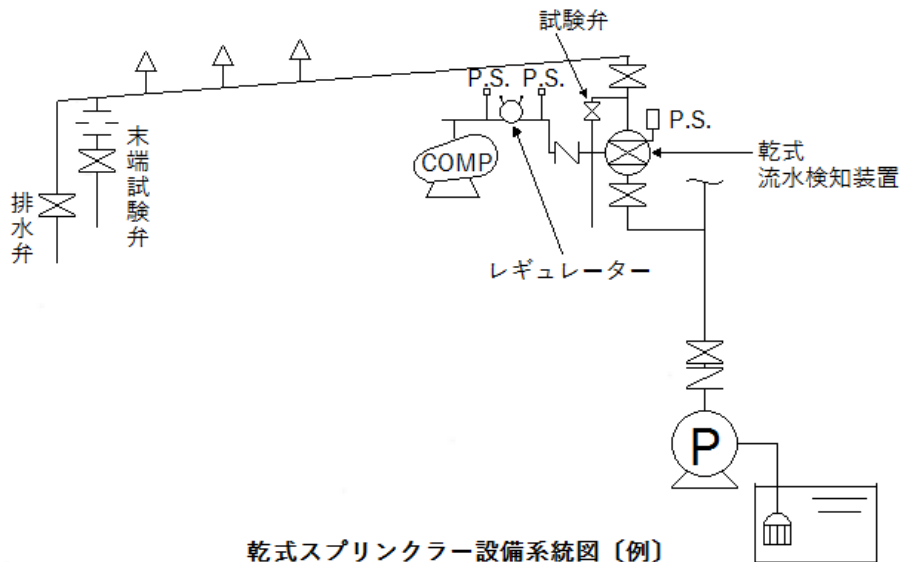 試験弁
P.S.
P.S.
P.S.
COMP
乾式
流水検知装置
末端試験弁
排水弁
レギュレーター
P
乾式スプリンクラー設備系統図〔例〕